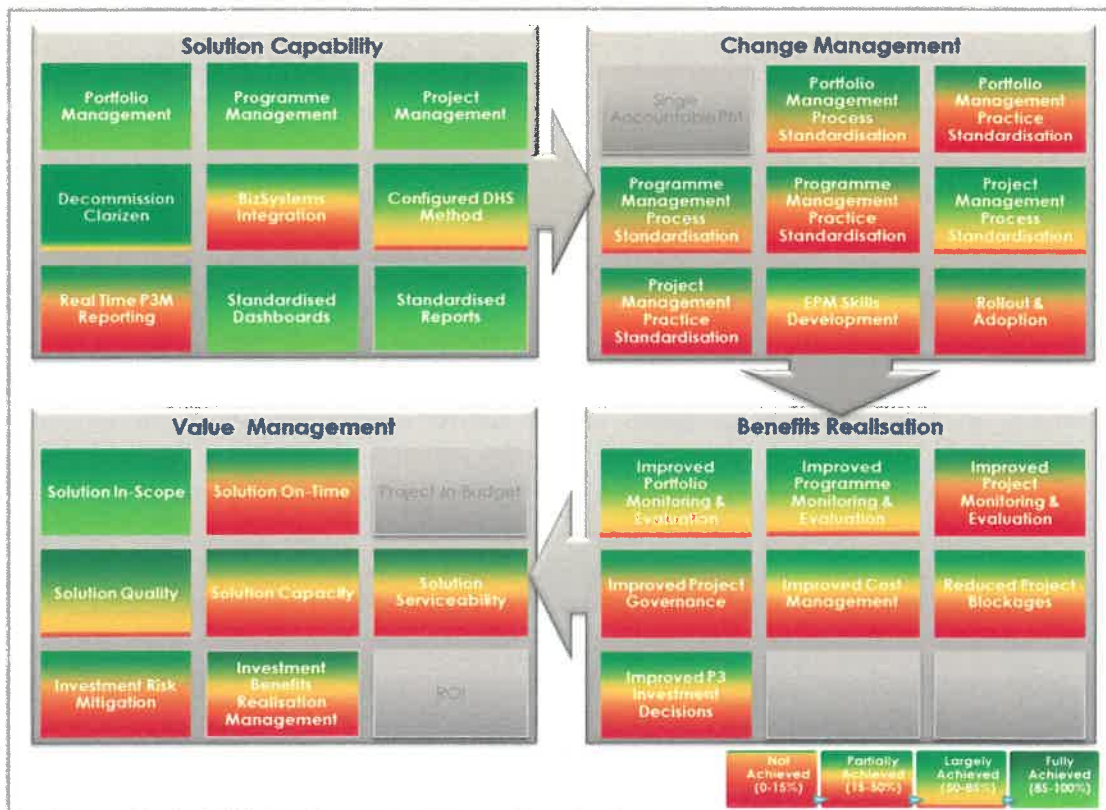 Solution Capability
Portfolio
Management
Programme
Management
Project
Management
Decommission
Clarizen
BizSystems
Integration
Configured DHS
Method
Real Time P3M
Reporting
Standardised
Dashboards
Standardised
Reports
Change Management
Single
Accountable PM
Portfolio
Management
Process
Standardisation
Portfolio
Management
Practice
Standardisation
Programme
Management
Process
Standardisation
Programme
Management
Practice
Standardisation
Project
Management
Process
Standardisation
Project
Management
Practice
Standardisation
EPM Skills
Development
Rollout &
Adoption
Value Management
Solution In-Scope
Solution On-Time
Project In-Budget
Solution Quality
Solution Capacity
Solution
Serviceability
Investment Risk
Mitigation
Investment
Benefits
Realisation
Management
ROI
Benefits Realisation
Improved
Portfolio
Monitoring &
Evaluation
Improved
Programme
Monitoring &
Evaluation
Improved
Project
Monitoring &
Evaluation
Improved Project
Governance
Improved Cost
Management
Reduced Project
Blockages
Improved P3
Investment
Decisions
Not
Achieved
(0-15%)
Partially
Achieved
(15-50%)
Largely
Achieved
(50-85%)
Fully
Achieved
(85-100%)